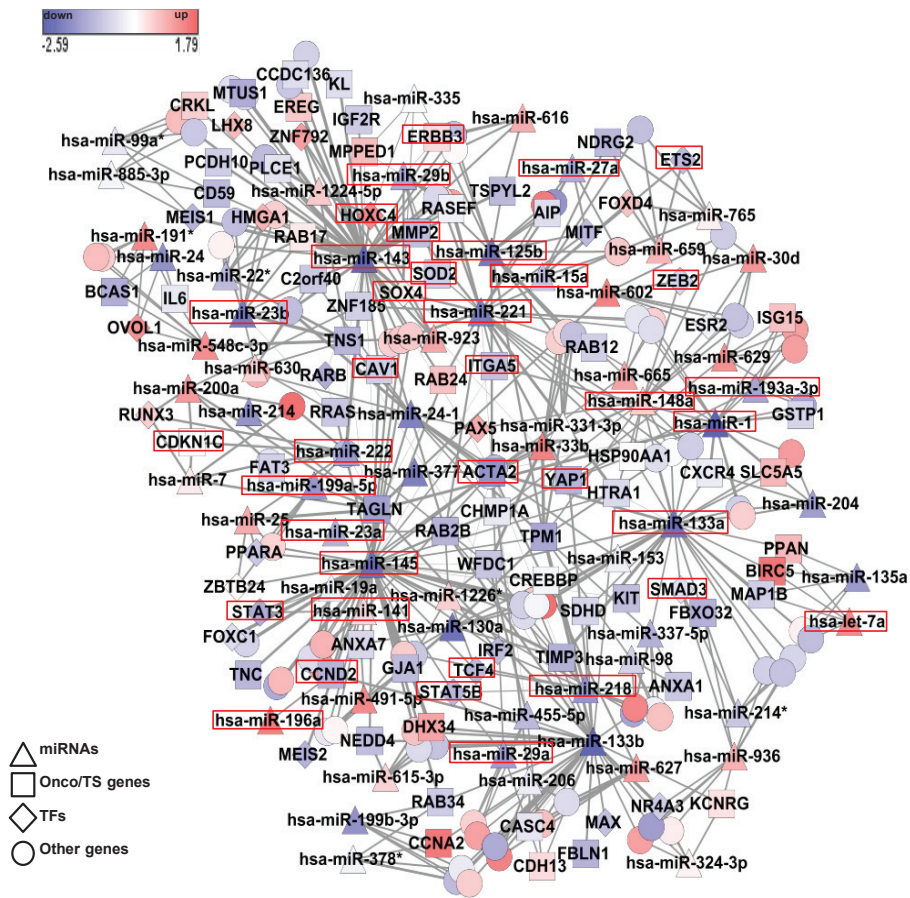 down up
-2.59 1.79
CCDC136
KL
MTUS1
hsa-miR-335
CRKL
EREG
IGF2R
hsa-miR-616
LHX8
ZNF792
ERBB3
hsa-miR-99a*
MPPED1
NDRG2
ETS2
PCDH10
PLCE1
hsa-miR-27a
hsa-miR-885-3p
hsa-miR-29b
CD59
hsa-miR-1224-5p
TSPYL2
FOXD4
MEIS1
HMGA1
HOXC4
RASEF
AIP
hsa-miR-765
hsa-miR-191*
RAB17
MMP2
MITF
hsa-miR-24
hsa-miR-143
hsa-miR-125b
hsa-miR-659
hsa-miR-30d
hsa-miR-22*
C2orf40
SOD2
hsa-miR-15a
ZEB2
BCAS1
IL6
SOX4
hsa-miR-602
hsa-miR-23b
ZNF185
hsa-miR-221
ESR2
ISG15
OVOL1
TNS1
hsa-miR-923
RAB12
hsa-miR-548c-3p
hsa-miR-629
hsa-miR-630
RARB
CAV1
ITGA5
hsa-miR-665
hsa-miR-200a
RAB24
hsa-miR-193a-3p
hsa-miR-148a
RUNX3
hsa-miR-214
RRAS
hsa-miR-24-1
GSTP1
PAX5
hsa-miR-331-3p
hsa-miR-1
CDKN1C
hsa-miR-222
hsa-miR-33b
HSP90AA1
FAT3
hsa-miR-377
ACTA2
CXCR4
SLC5A5
hsa-miR-7
hsa-miR-199a-5p
YAP1
HTRA1
hsa-miR-204
TAGLN
CHMP1A
hsa-miR-25
hsa-miR-23a
RAB2B
TPM1
hsa-miR-133a
PPARA
PPAN
hsa-miR-145
WFDC1
hsa-miR-153
BIRC5
hsa-miR-135a
ZBTB24
hsa-miR-19a
CREBBP
hsa-miR-1226*
SMAD3
MAP1B
STAT3
hsa-miR-141
SDHD
KIT
FBXO32
hsa-let-7a
FOXC1
ANXA7
hsa-miR-130a
hsa-miR-337-5p
IRF2
TIMP3
hsa-miR-98
TNC
CCND2
GJA1
TCF4
hsa-miR-491-5p
STAT5B
hsa-miR-218
ANXA1
hsa-miR-196a
hsa-miR-455-5p
hsa-miR-214*
DHX34
NEDD4
hsa-miR-133b
miRNAs
MEIS2
hsa-miR-29a
hsa-miR-936
hsa-miR-615-3p
hsa-miR-206
hsa-miR-627
Onco/TS genes
RAB34
NR4A3
KCNRG
TFs
hsa-miR-199b-3p
CASC4
MAX
CCNA2
FBLN1
Other genes
hsa-miR-378*
CDH13
hsa-miR-324-3p